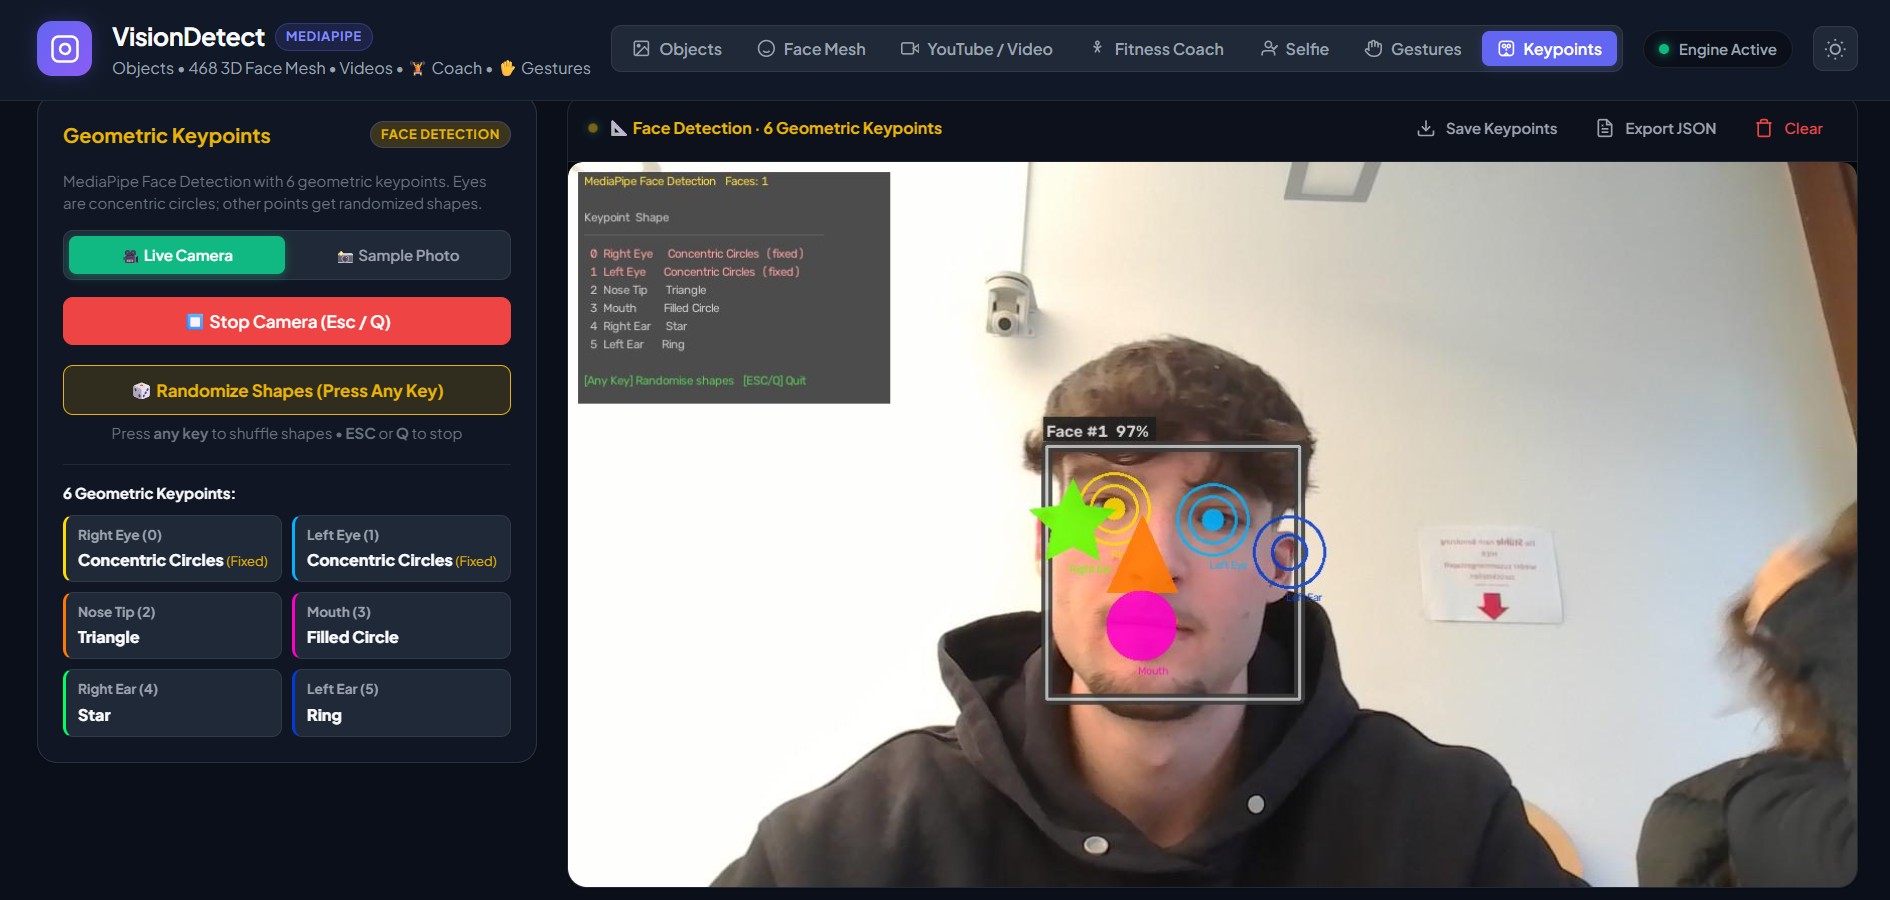 VisionDetect MEDIAPIPE
Objects • 468 3D Face Mesh • Videos • 🏋 Coach • ✋ Gestures
Objects
Face Mesh
YouTube / Video
Fitness Coach
Selfie
Gestures
Keypoints
Engine Active
Geometric Keypoints
FACE DETECTION
MediaPipe Face Detection with 6 geometric keypoints. Eyes
are concentric circles; other points get randomized shapes.
Live Camera
Sample Photo
Stop Camera (Esc / Q)
Randomize Shapes (Press Any Key)
Press any key to shuffle shapes • ESC or Q to stop
6 Geometric Keypoints:
Right Eye (0)
Concentric Circles (Fixed)
Left Eye (1)
Concentric Circles (Fixed)
Nose Tip (2)
Triangle
Mouth (3)
Filled Circle
Right Ear (4)
Star
Left Ear (5)
Ring
Face Detection · 6 Geometric Keypoints
Save Keypoints
Export JSON
Clear
MediaPipe Face Detection Faces: 1
Keypoint Shape
0 Right Eye Concentric Circles (fixed)
1 Left Eye Concentric Circles (fixed)
2 Nose Tip Triangle
3 Mouth Filled Circle
4 Right Ear Star
5 Left Ear Ring
[Any Key] Randomise shapes [ESC/Q] Quit
Face #1 97%
Left Eye
Right Ear
Left Ear
Mouth